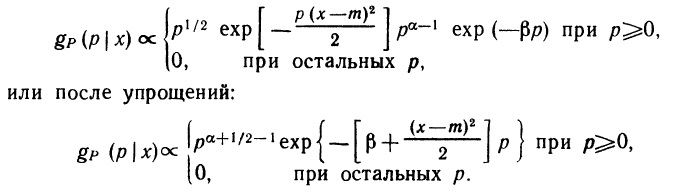 g_P (p | x) ∝ { p^{1/2} exp [ − p (x−m)² / 2 ] p^{α−1} exp (−βp) при p⩾0,
0, при остальных p,
или после упрощений:
g_P (p | x) ∝ { p^{α+1/2−1} exp { − [ β + (x−m)² / 2 ] p } при p⩾0,
0, при остальных p.